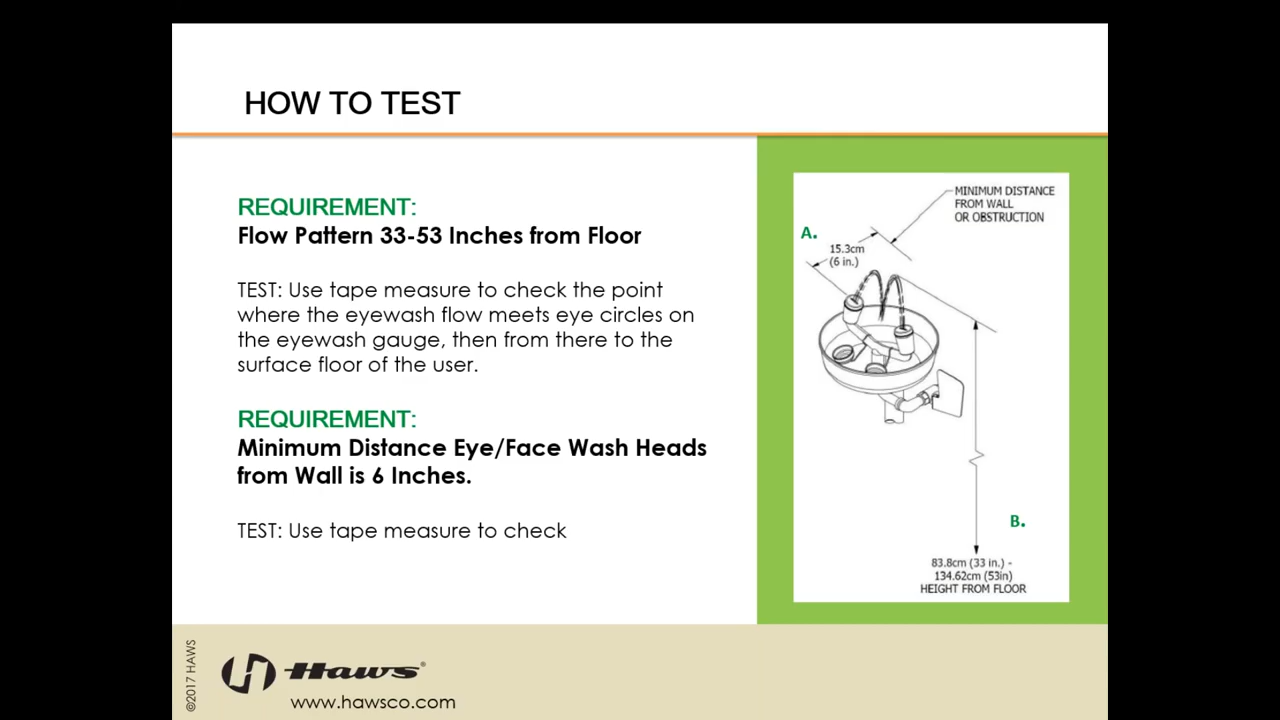 HOW TO TEST
REQUIREMENT:
Flow Pattern 33-53 Inches from Floor
TEST: Use tape measure to check the point
where the eyewash flow meets eye circles on
the eyewash gauge, then from there to the
surface floor of the user.
REQUIREMENT:
Minimum Distance Eye/Face Wash Heads
from Wall is 6 Inches.
TEST: Use tape measure to check
MINIMUM DISTANCE
FROM WALL
OR OBSTRUCTION
A.
15.3cm
(6 in.)
B.
83.8cm (33 in.) -
134.62cm (53in)
HEIGHT FROM FLOOR
©2017 HAWS
Haws®
www.hawsco.com